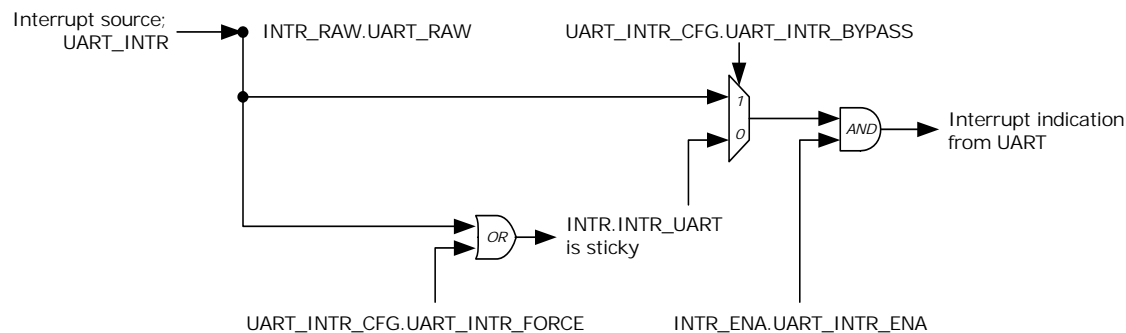 Interrupt source;
UART_INTR
INTR_RAW.UART_RAW
UART_INTR_CFG.UART_INTR_BYPASS
1
0
AND
Interrupt indication
from UART
OR
INTR.INTR_UART
is sticky
UART_INTR_CFG.UART_INTR_FORCE
INTR_ENA.UART_INTR_ENA